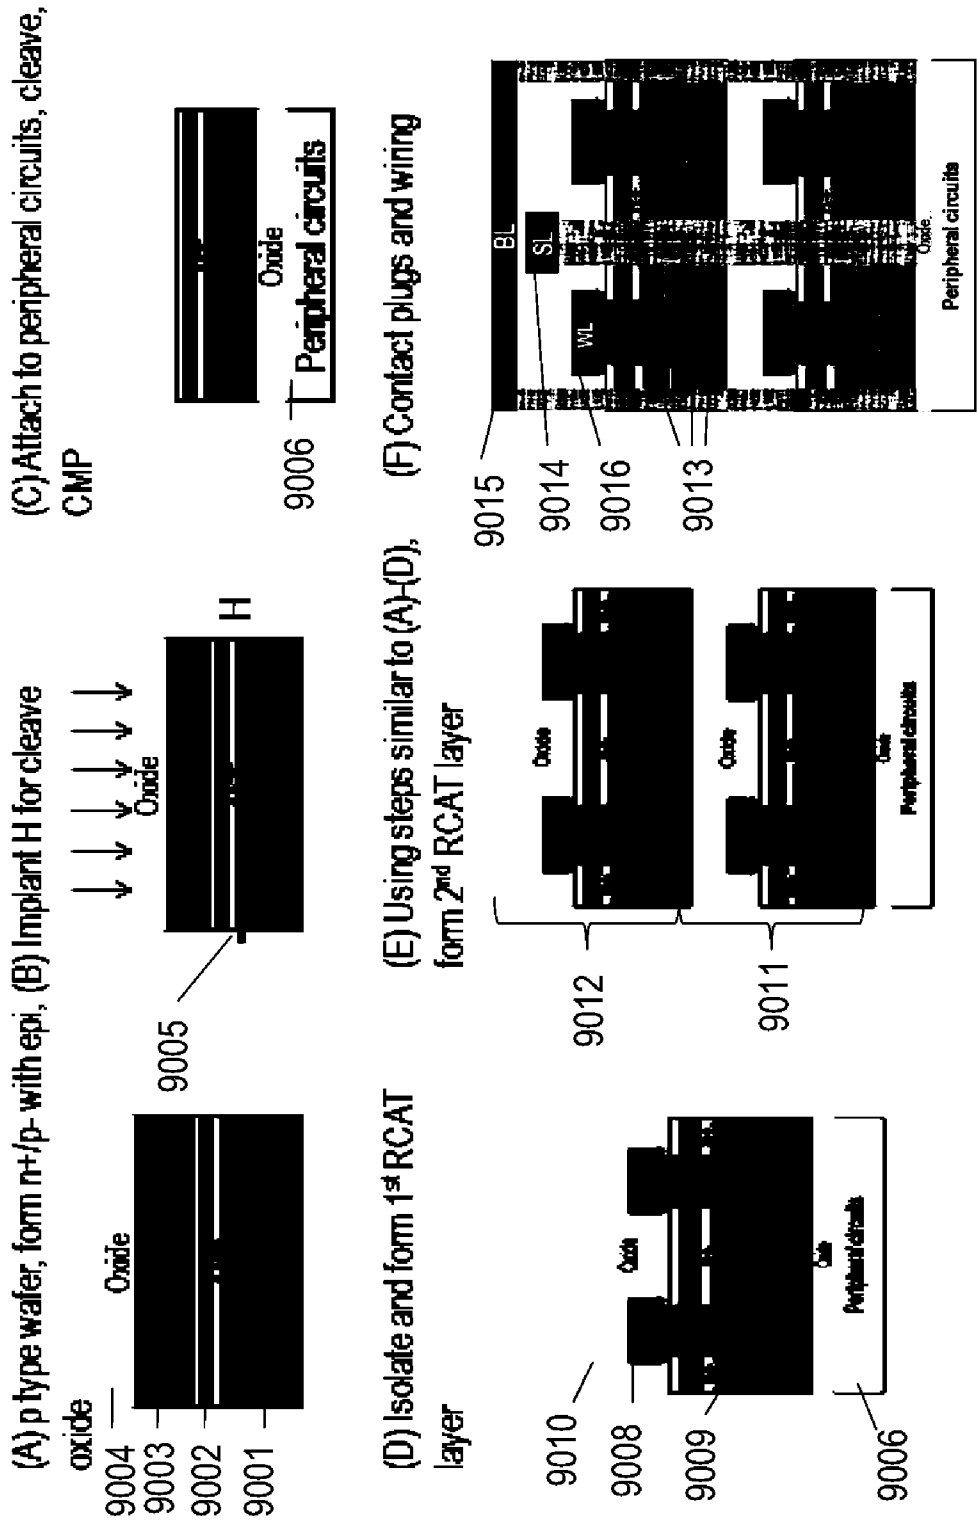 (A) p type wafer, form n+/p- with epi,
oxide
Oxide
9004
9003
9002
9001
(B) Implant H for cleave
Oxide
H
9005
(C) Attach to peripheral circuits, cleave,
CMP
Oxide
Peripheral circuits
9006
(D) Isolate and form 1st RCAT
layer
Oxide
Oxide
Peripheral circuits
9010
9008
9009
9006
(E) Using steps similar to (A)-(D),
form 2nd RCAT layer
Oxide
Oxide
Oxide
Peripheral circuits
9012
9011
(F) Contact plugs and wiring
BL
SL
WL
Oxide
Peripheral circuits
9015
9014
9016
9013